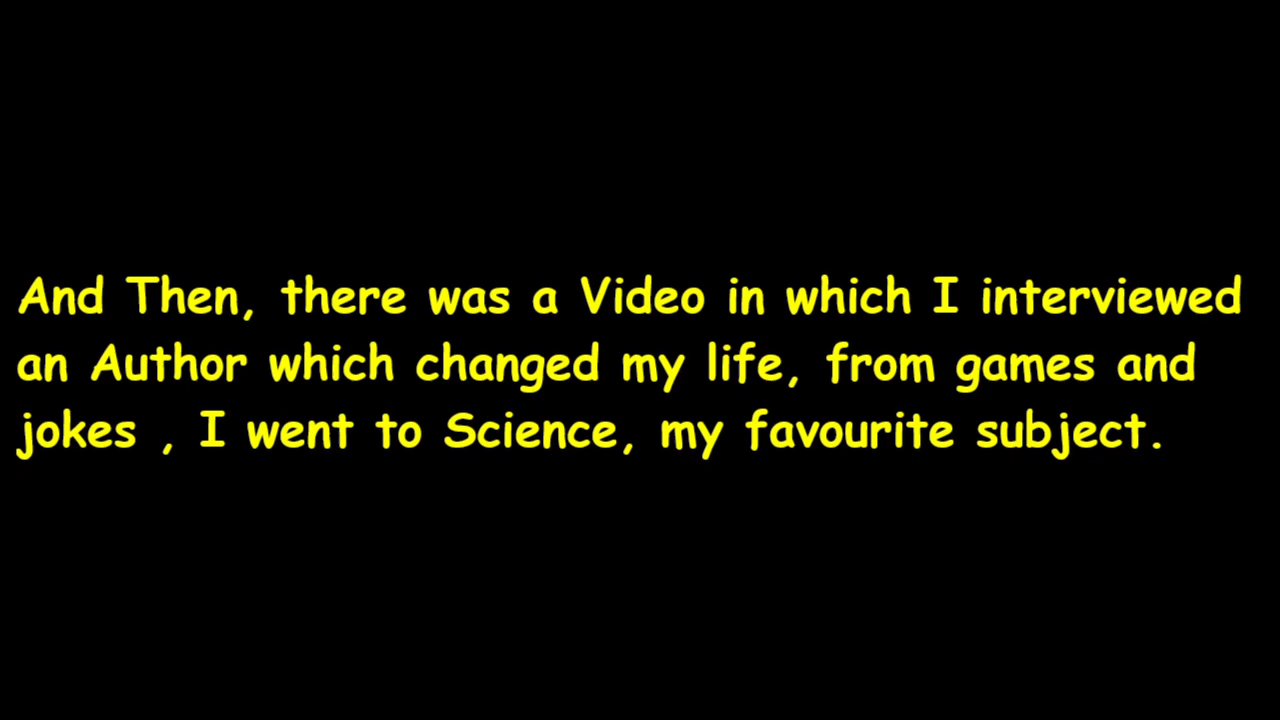 And Then, there was a Video in which I interviewed
an Author which changed my life, from games and
jokes , I went to Science, my favourite subject.